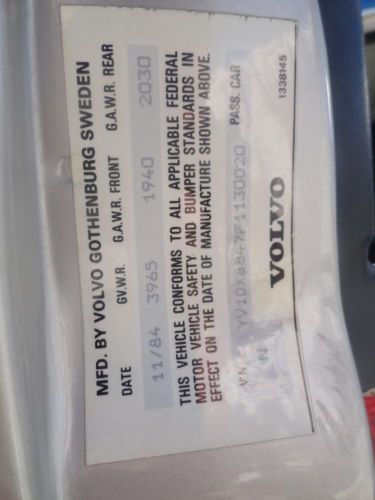 MFD. BY VOLVO GOTHENBURG SWEDEN
DATE GV.W.R. G.A.W.R. FRONT G.A.W.R. REAR
11/84 3965 1940 2030
THIS VEHICLE CONFORMS TO ALL APPLICABLE FEDERAL
MOTOR VEHICLE SAFETY AND BUMPER STANDARDS IN
EFFECT ON THE DATE OF MANUFACTURE SHOWN ABOVE.
V.N. PASS. CAR
VOLVO
1338145